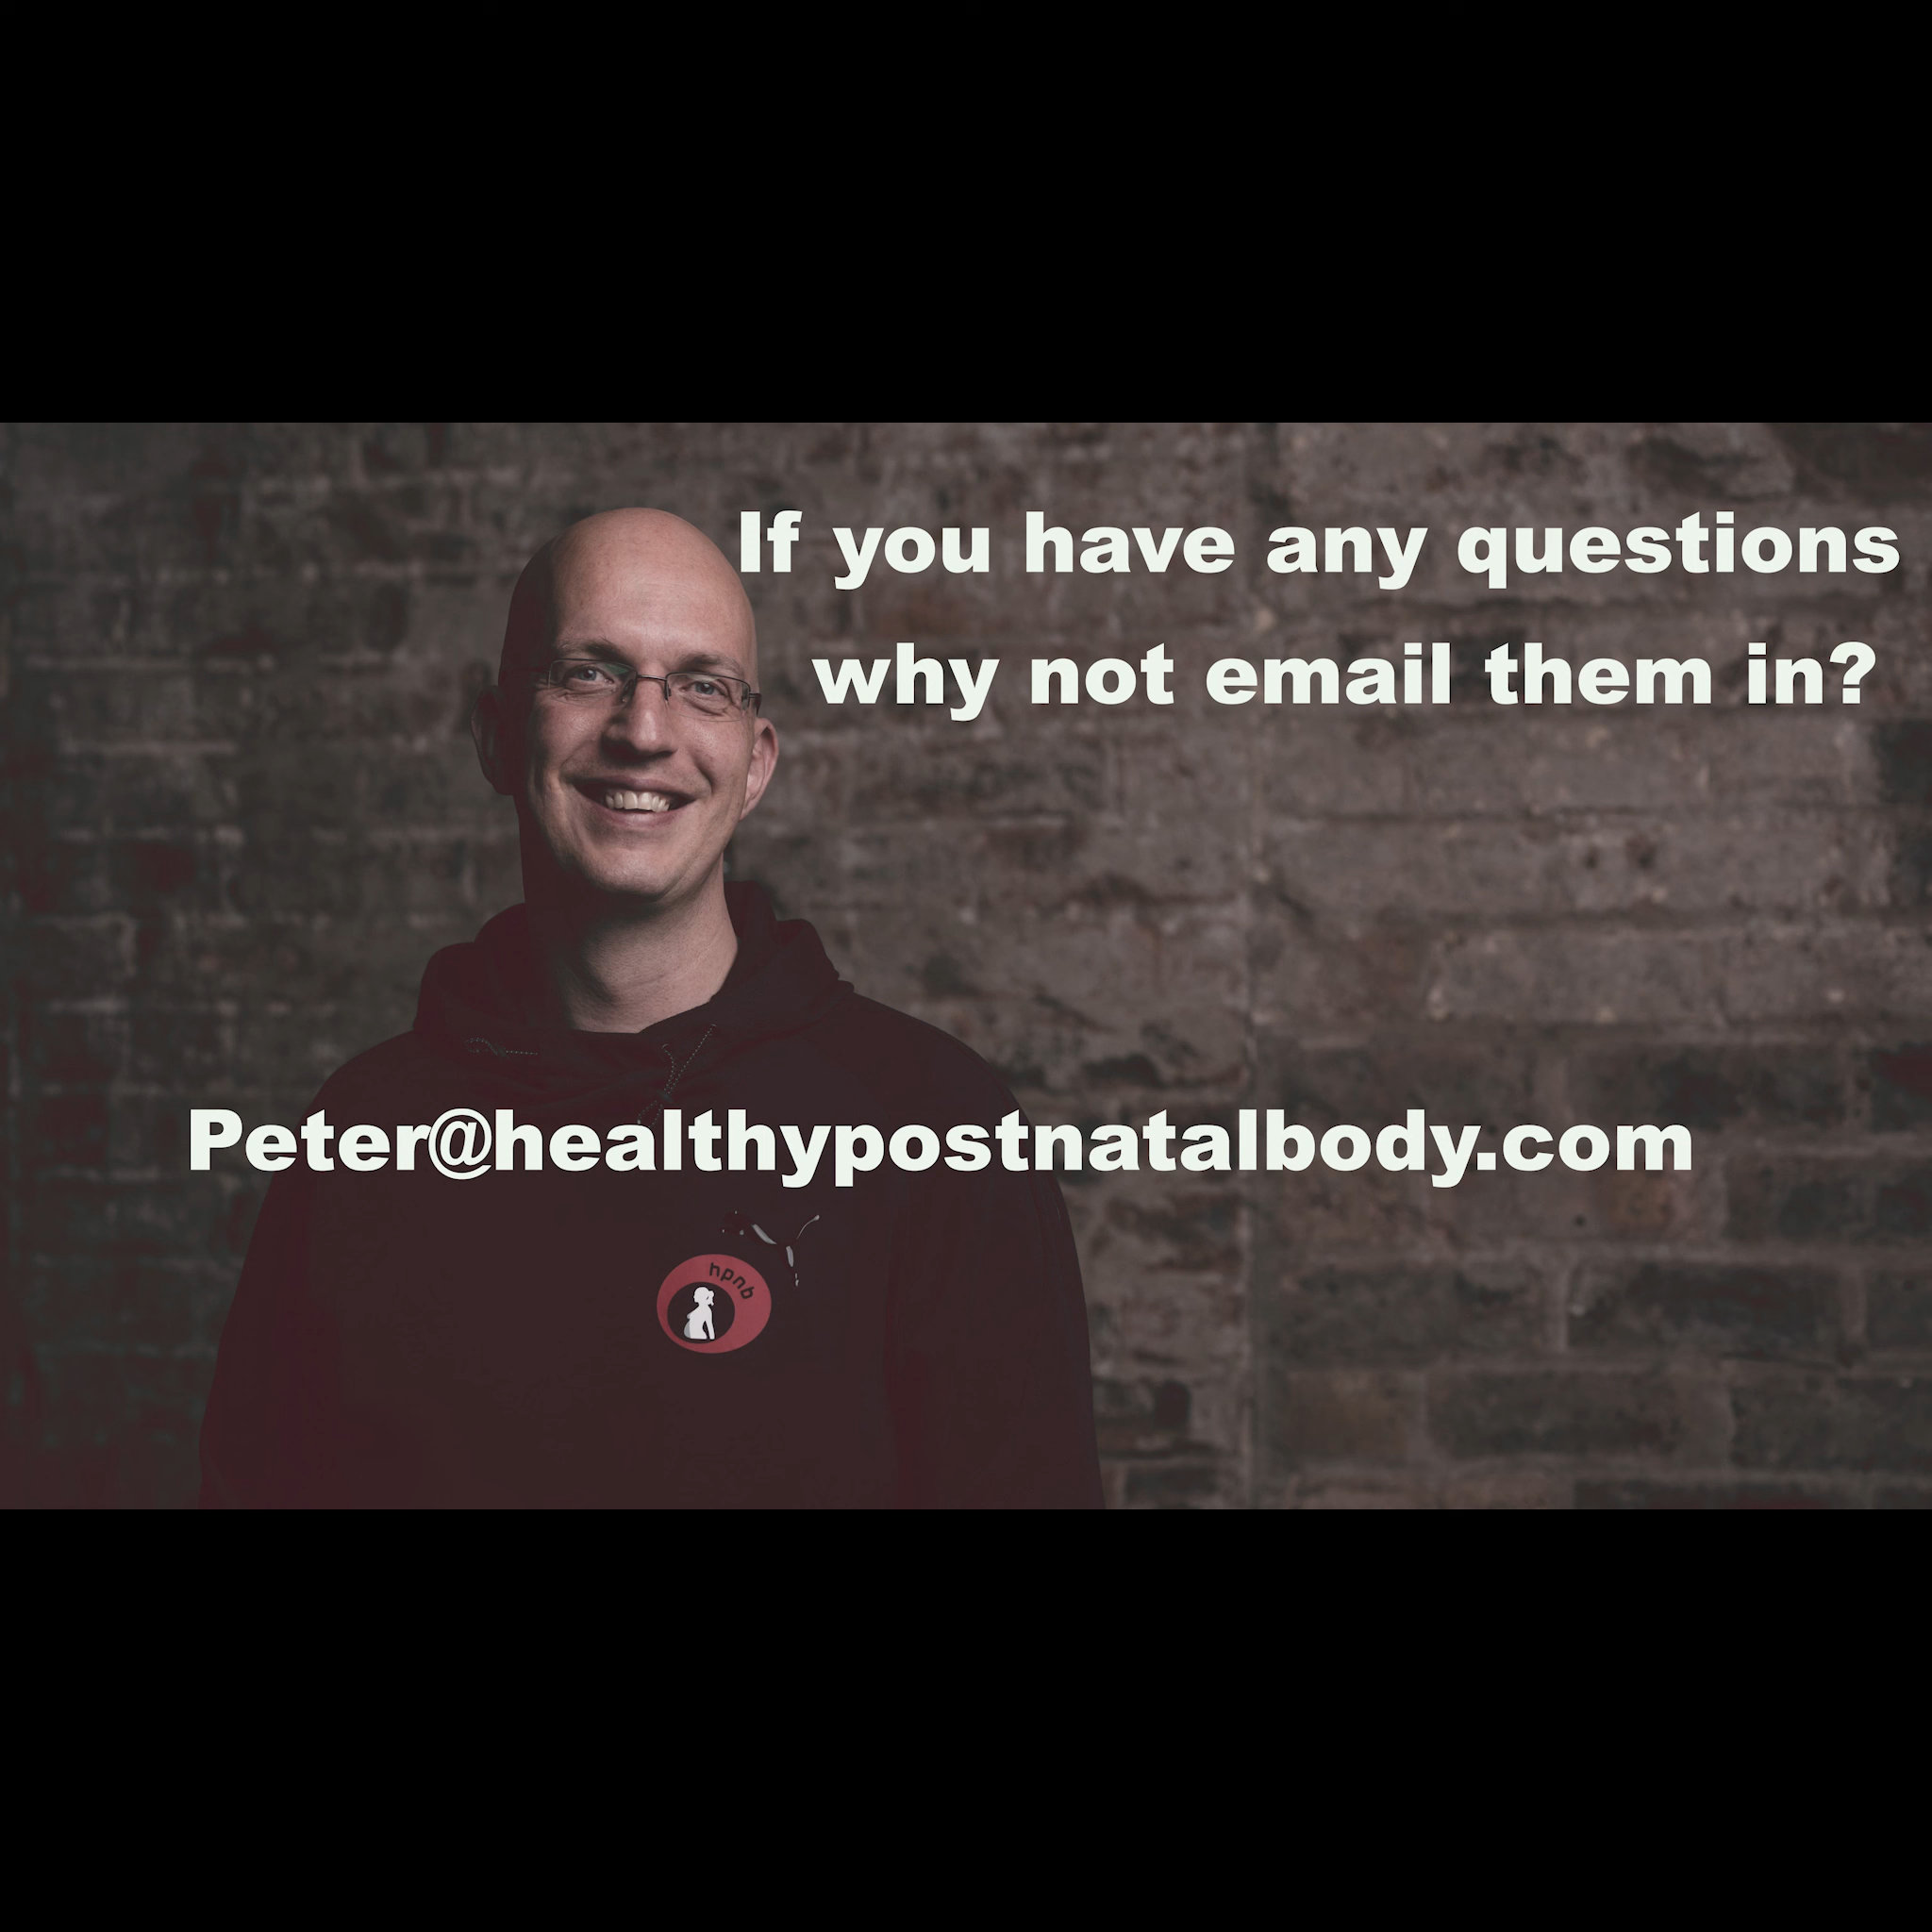 If you have any questions
why not email them in?
Peter@healthypostnatalbody.com
hpnb